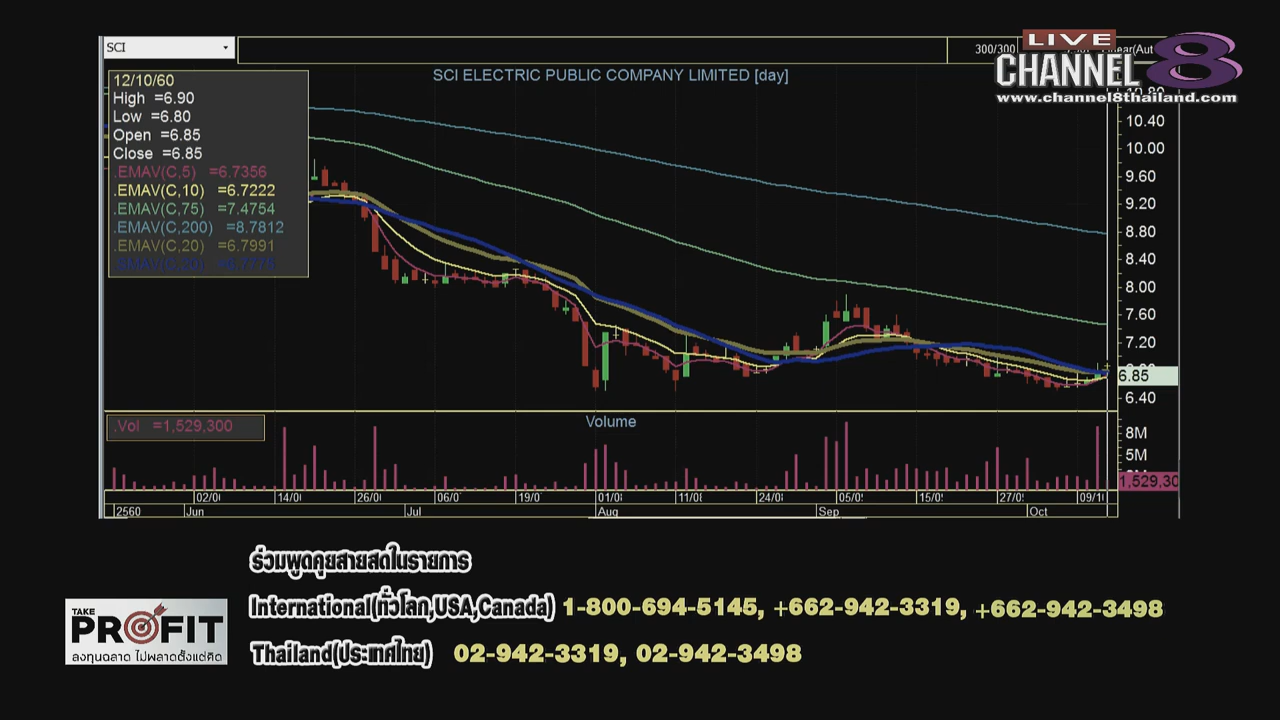 SCI
300/300
LIVE
CHANNEL 8
www.channel8thailand.com
SCI ELECTRIC PUBLIC COMPANY LIMITED [day]
12/10/60
High =6.90
Low =6.80
Open =6.85
Close =6.85
.EMAV(C,5) =6.7356
.EMAV(C,10) =6.7222
.EMAV(C,75) =7.4754
.EMAV(C,200) =8.7812
.EMAV(C,20) =6.7991
10.80
10.40
10.00
9.60
9.20
8.80
8.40
8.00
7.60
7.20
6.85
6.40
.Vol =1,529,300
Volume
8M
5M
1,529,30
02/0 14/0 26/0 06/0 19/0 01/0 11/0 24/0 05/0 15/0 27/0 09/1
2560 Jun Jul Aug Sep Oct
ร่วมพูดคุยสายสดในรายการ
International(ทั่วโลก,USA,Canada) 1-800-694-5145, +662-942-3319, +662-942-3498
Thailand(ประเทศไทย) 02-942-3319, 02-942-3498
TAKE
PROFIT
ลงทุนฉลาด ไม่พลาดตั้งแต่คิด